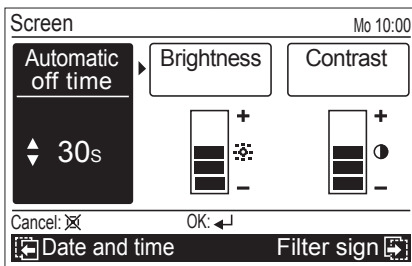 Screen Mo 10:00
Automatic off time
Brightness
Contrast
30s
+ +
- -
Cancel: OK:
Date and time Filter sign